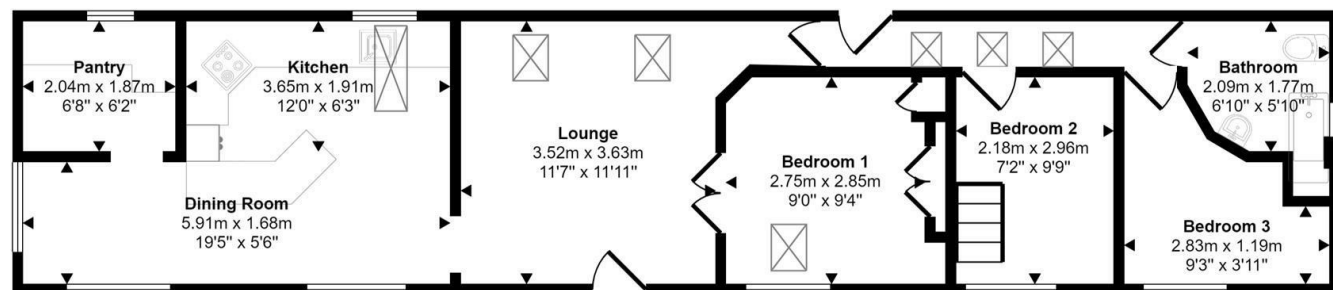 Pantry
2.04m x 1.87m
6'8" x 6'2"
Kitchen
3.65m x 1.91m
12'0" x 6'3"
Dining Room
5.91m x 1.68m
19'5" x 5'6"
Lounge
3.52m x 3.63m
11'7" x 11'11"
Bedroom 1
2.75m x 2.85m
9'0" x 9'4"
Bedroom 2
2.18m x 2.96m
7'2" x 9'9"
Bathroom
2.09m x 1.77m
6'10" x 5'10"
Bedroom 3
2.83m x 1.19m
9'3" x 3'11"